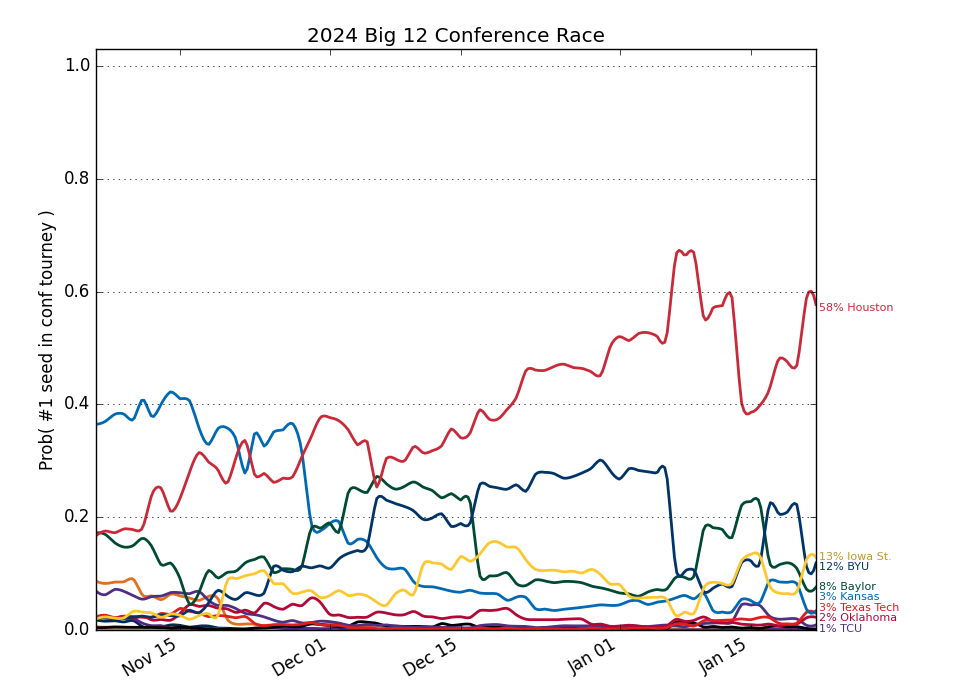 2024 Big 12 Conference Race
Prob( #1 seed in conf tourney )
1.0
0.8
0.6
0.4
0.2
0.0
Nov 15
Dec 01
Dec 15
Jan 01
Jan 15
58% Houston
13% Iowa St.
12% BYU
8% Baylor
3% Kansas
3% Texas Tech
2% Oklahoma
1% TCU